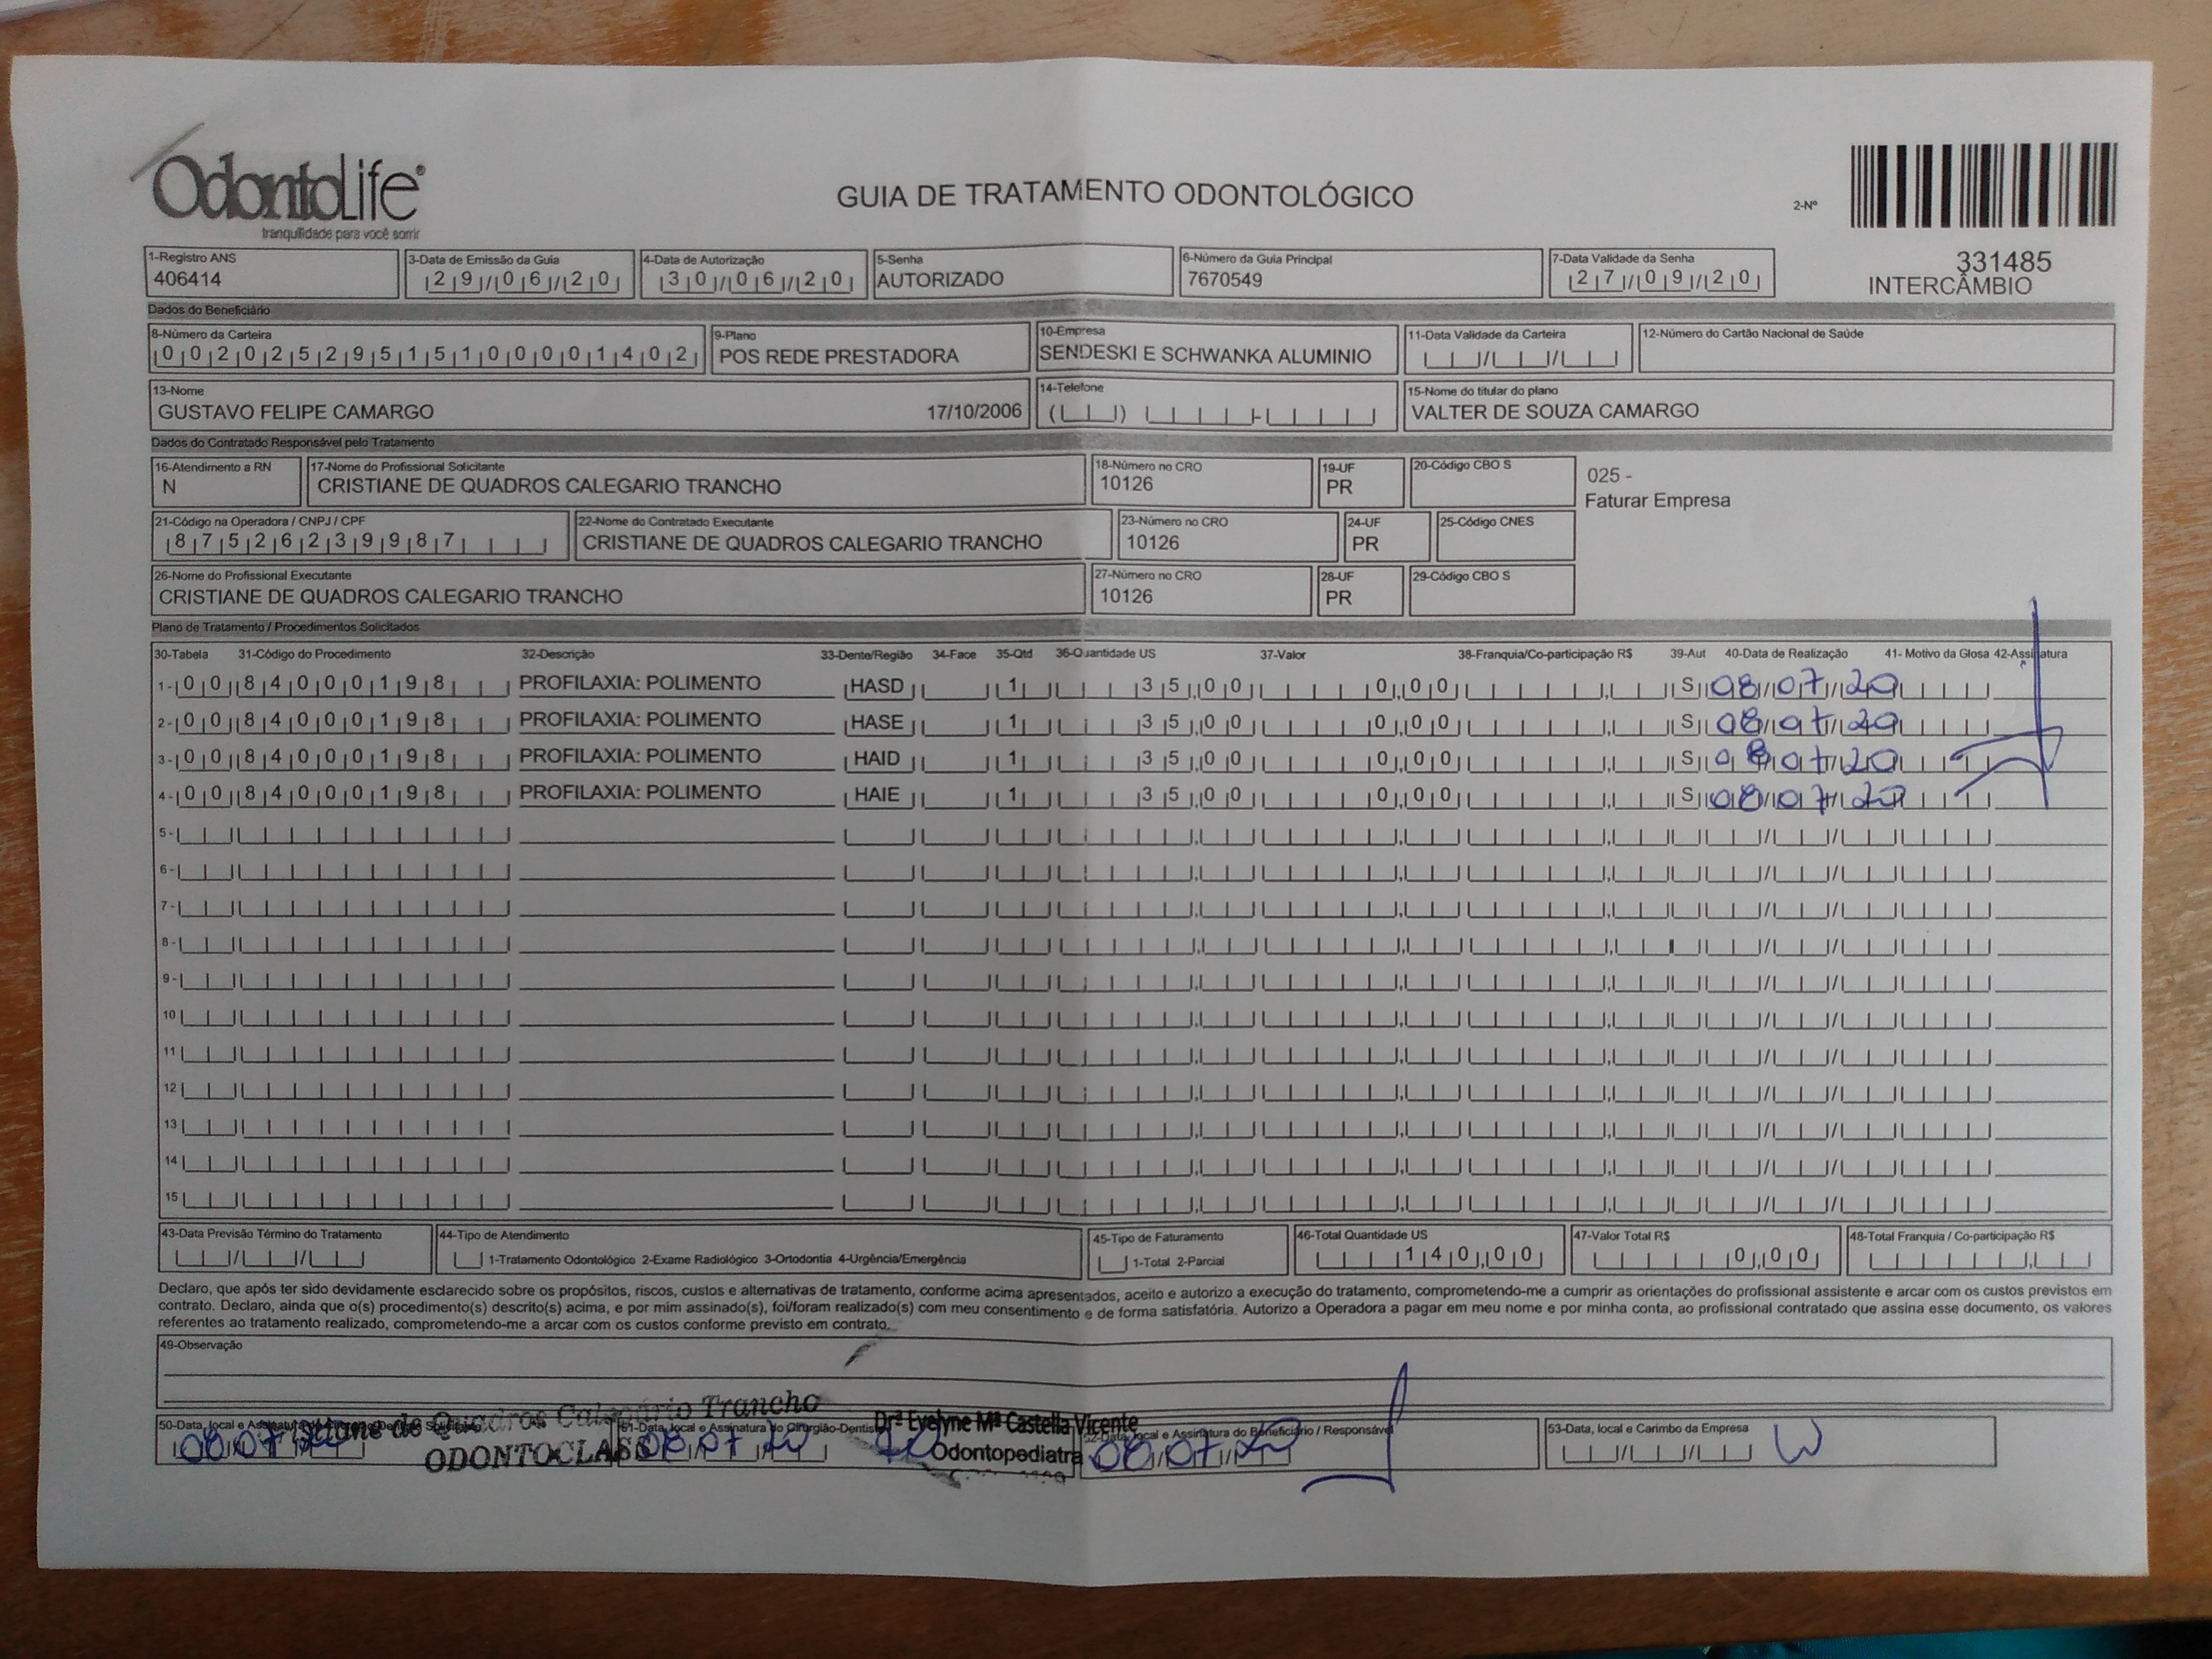 OdontoLife®
tranquilidade para você sorrir
GUIA DE TRATAMENTO ODONTOLÓGICO
2-Nº
331485
INTERCÂMBIO
1-Registro ANS
406414
3-Data de Emissão da Guia
29/06/20
4-Data de Autorização
30/06/20
5-Senha
AUTORIZADO
6-Número da Guia Principal
7670549
7-Data Validade da Senha
27/09/20
Dados do Beneficiário
8-Número da Carteira
00202529515100001402
9-Plano
POS REDE PRESTADORA
10-Empresa
SENDESKI E SCHWANKA ALUMINIO
11-Data Validade da Carteira
12-Número do Cartão Nacional de Saúde
13-Nome
GUSTAVO FELIPE CAMARGO 17/10/2006
14-Telefone
15-Nome do titular do plano
VALTER DE SOUZA CAMARGO
Dados do Contratado Responsável pelo Tratamento
16-Atendimento a RN
N
17-Nome do Profissional Solicitante
CRISTIANE DE QUADROS CALEGARIO TRANCHO
18-Número no CRO
10126
19-UF
PR
20-Código CBO S
025 -
Faturar Empresa
21-Código na Operadora / CNPJ / CPF
87526239987
22-Nome do Contratado Executante
CRISTIANE DE QUADROS CALEGARIO TRANCHO
23-Número no CRO
10126
24-UF
PR
25-Código CNES
26-Nome do Profissional Executante
CRISTIANE DE QUADROS CALEGARIO TRANCHO
27-Número no CRO
10126
28-UF
PR
29-Código CBO S
Plano de Tratamento / Procedimentos Solicitados
30-Tabela 31-Código do Procedimento 32-Descrição 33-Dente/Região 34-Face 35-Qtd 36-Quantidade US 37-Valor 38-Franquia/Co-participação R$ 39-Aut 40-Data de Realização 41- Motivo da Glosa 42-Assinatura
1- 00 84000198 PROFILAXIA: POLIMENTO HASD 1 35,00 0,00 S 08/07/20
2- 00 84000198 PROFILAXIA: POLIMENTO HASE 1 35,00 0,00 S 08/07/20
3- 00 84000198 PROFILAXIA: POLIMENTO HAID 1 35,00 0,00 S 08/07/20
4- 00 84000198 PROFILAXIA: POLIMENTO HAIE 1 35,00 0,00 S 08/07/20
5-
6-
7-
8-
9-
10
11
12
13
14
15
43-Data Previsão Término do Tratamento
44-Tipo de Atendimento
1-Tratamento Odontológico 2-Exame Radiológico 3-Ortodontia 4-Urgência/Emergência
45-Tipo de Faturamento
1-Total 2-Parcial
46-Total Quantidade US
140,00
47-Valor Total R$
0,00
48-Total Franquia / Co-participação R$
Declaro, que após ter sido devidamente esclarecido sobre os propósitos, riscos, custos e alternativas de tratamento, conforme acima apresentados, aceito e autorizo a execução do tratamento, comprometendo-me a cumprir as orientações do profissional assistente e arcar com os custos previstos em
contrato. Declaro, ainda que o(s) procedimento(s) descrito(s) acima, e por mim assinado(s), foi/foram realizado(s) com meu consentimento e de forma satisfatória. Autorizo a Operadora a pagar em meu nome e por minha conta, ao profissional contratado que assina esse documento, os valores
referentes ao tratamento realizado, comprometendo-me a arcar com os custos conforme previsto em contrato.
49-Observação
de Quadros Calegário Trancho
ODONTOCLASS
08/07/20
51-Data, local e Assinatura do Cirurgião-Dentista
08/07/20
Drª Evelyne Mª Castella Vicente
Odontopediatra
52-Data, local e Assinatura do Beneficiário / Responsável
08/07/20
53-Data, local e Carimbo da Empresa